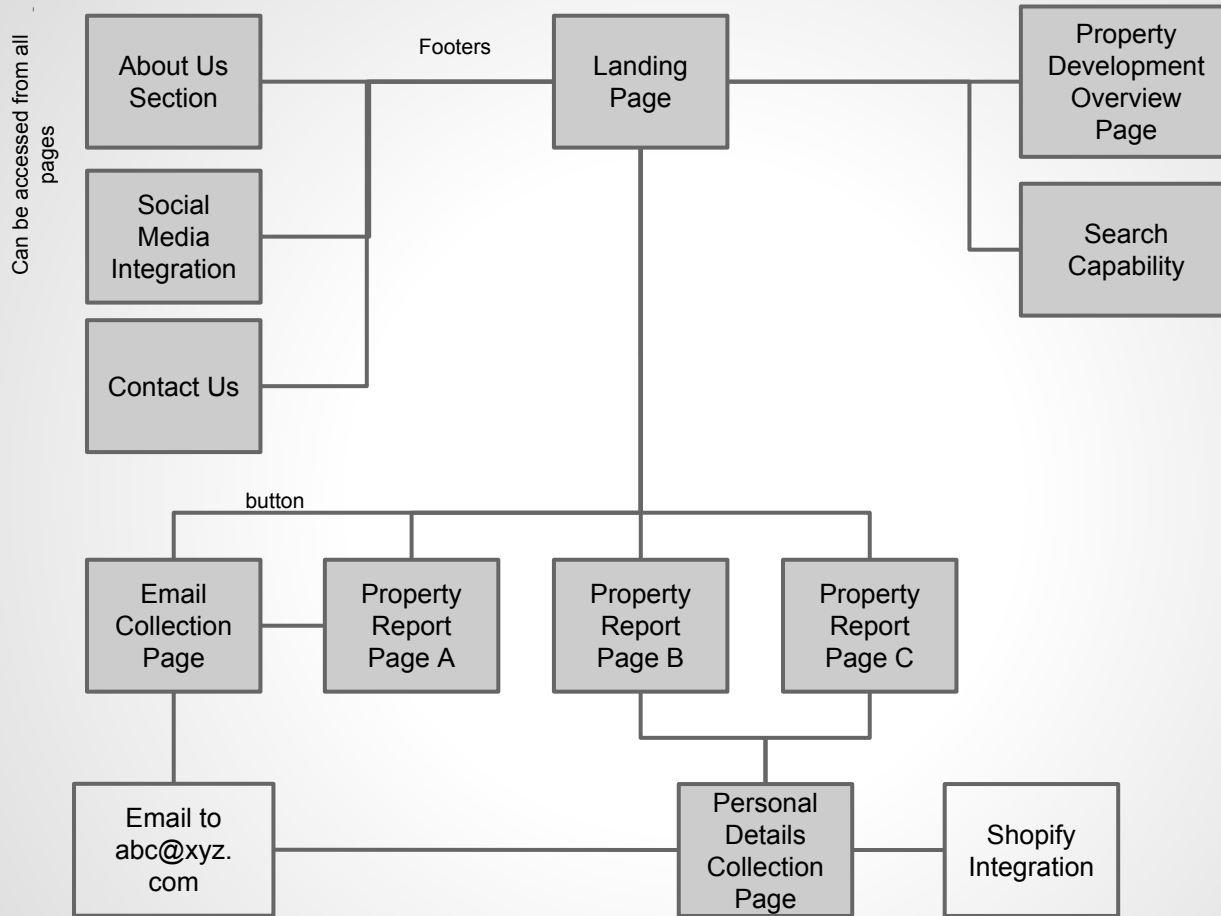 Can be accessed from all
pages
About Us
Section
Footers
Landing
Page
Property
Development
Overview
Page
Social
Media
Integration
Search
Capability
Contact Us
button
Email
Collection
Page
Property
Report
Page A
Property
Report
Page B
Property
Report
Page C
Email to
abc@xyz.
com
Personal
Details
Collection
Page
Shopify
Integration